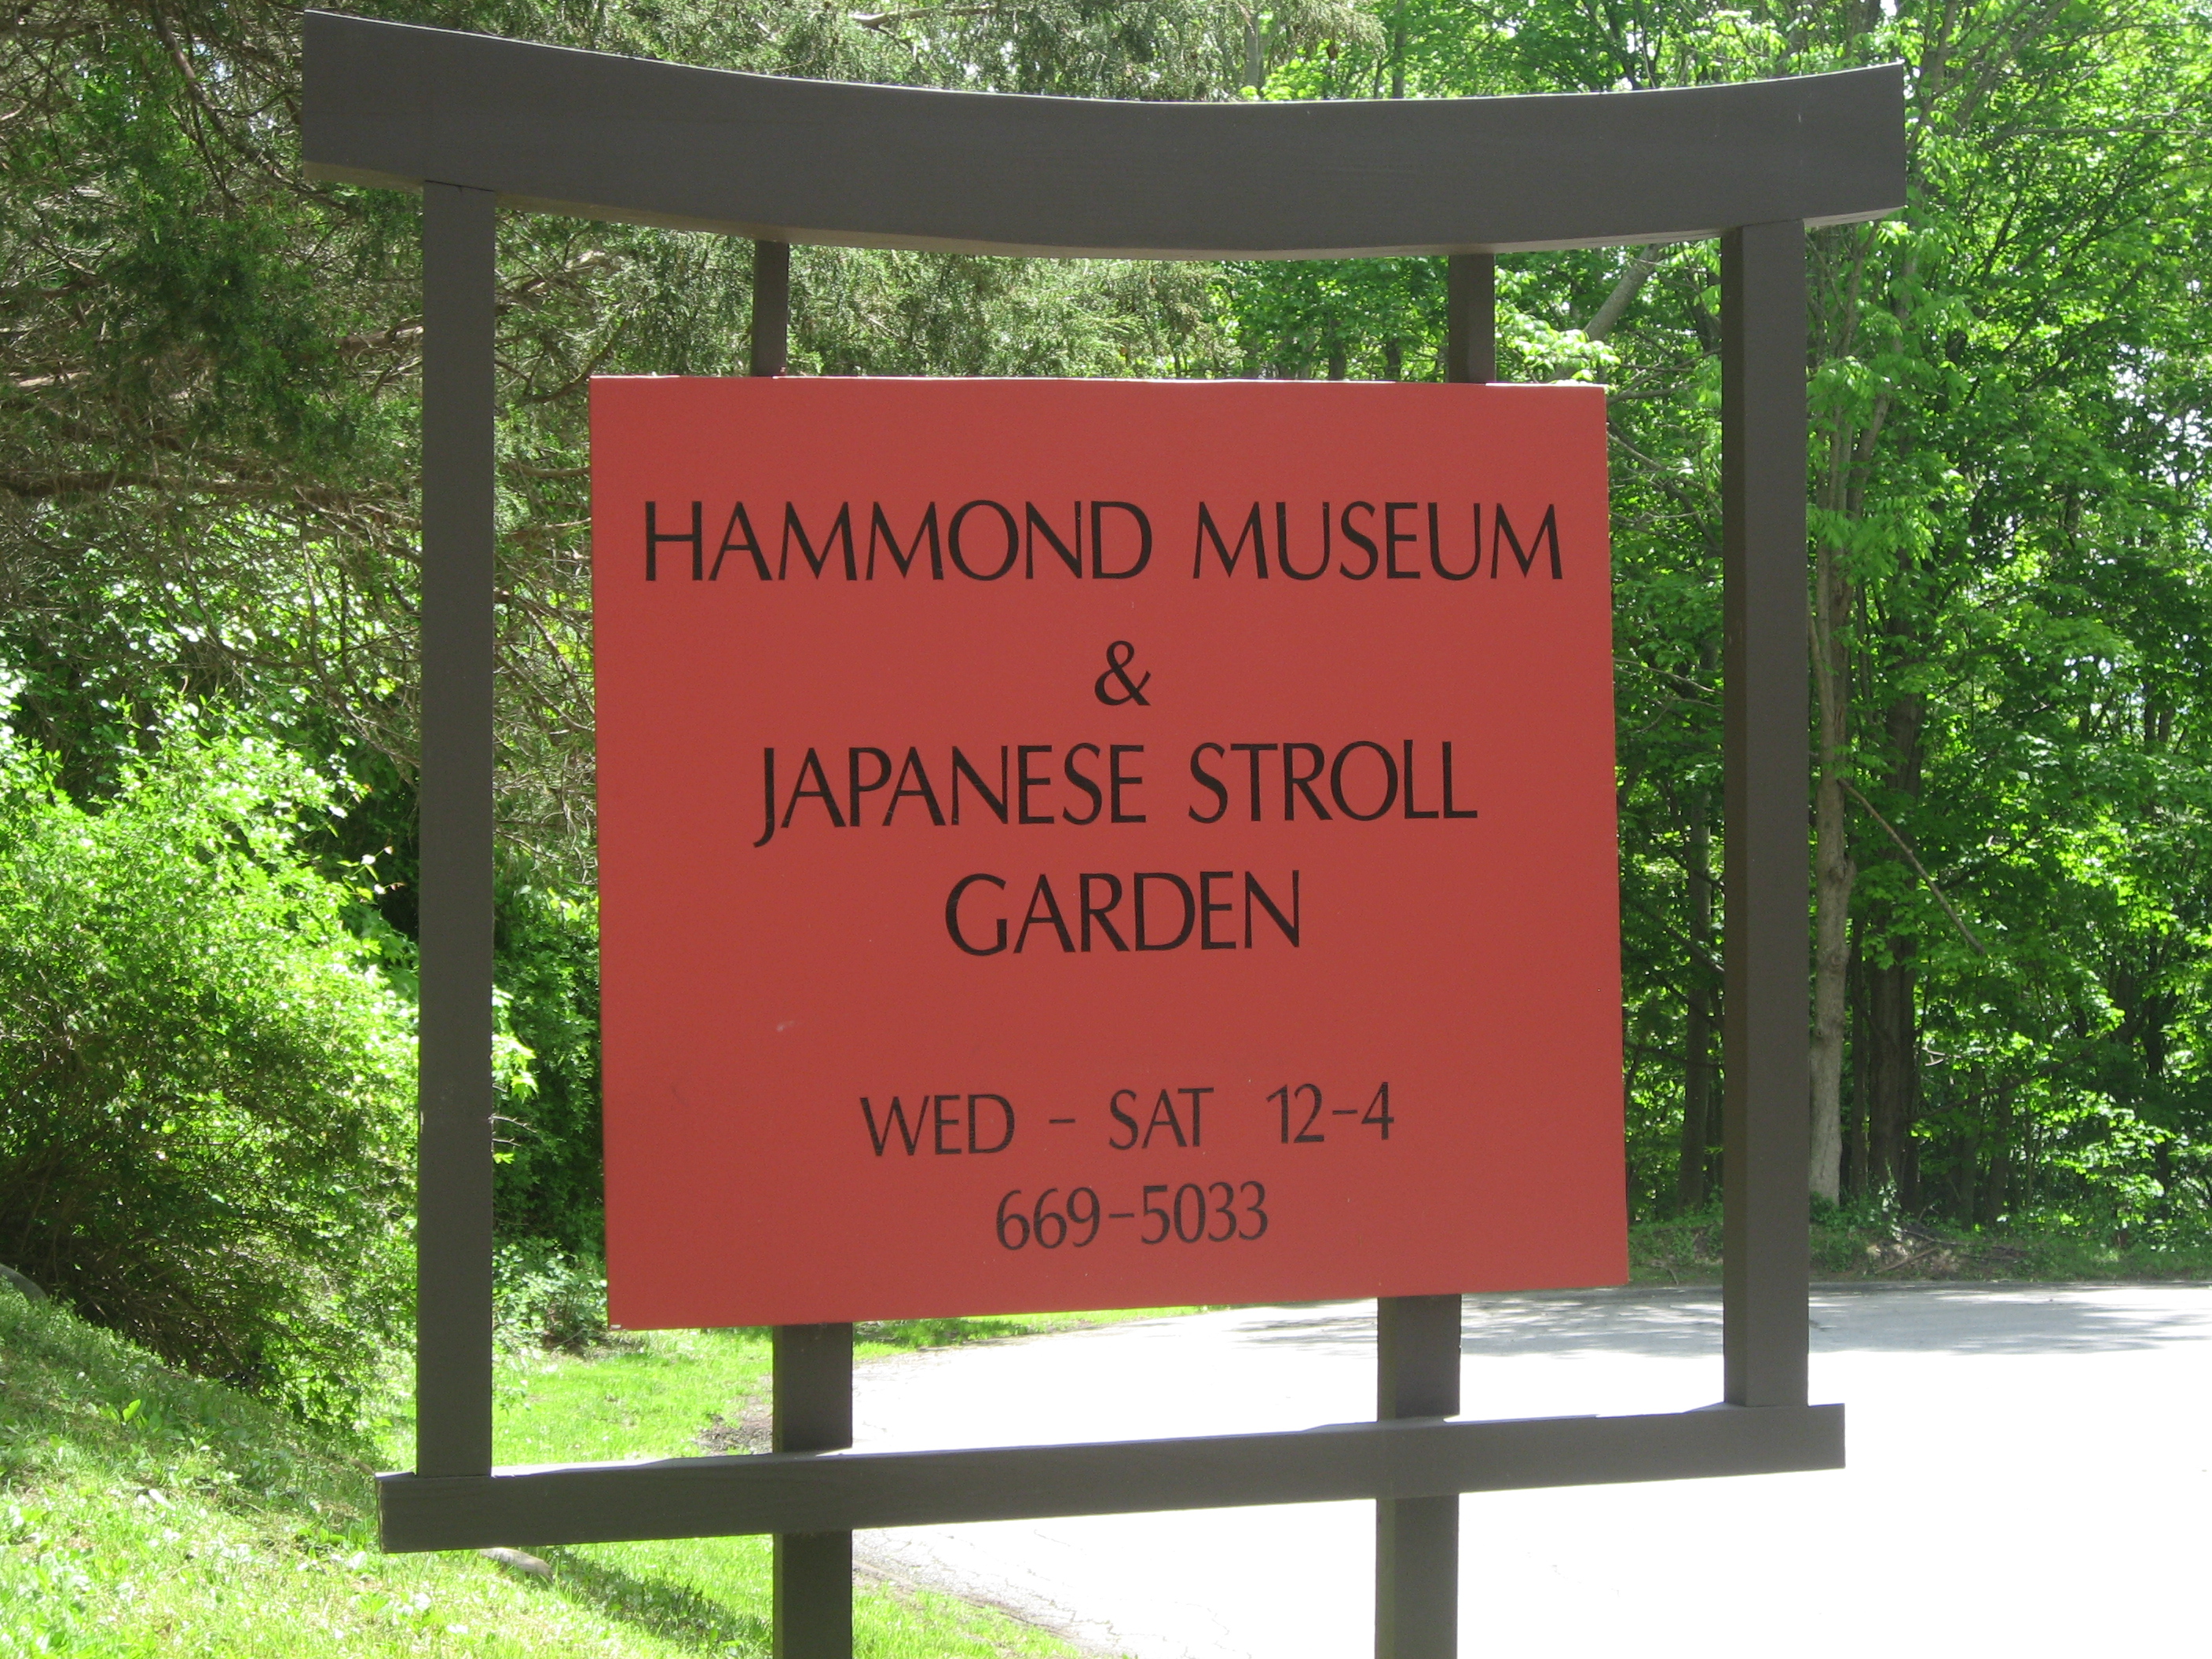 HAMMOND MUSEUM
&
JAPANESE STROLL
GARDEN
WED - SAT 12-4
669-5033